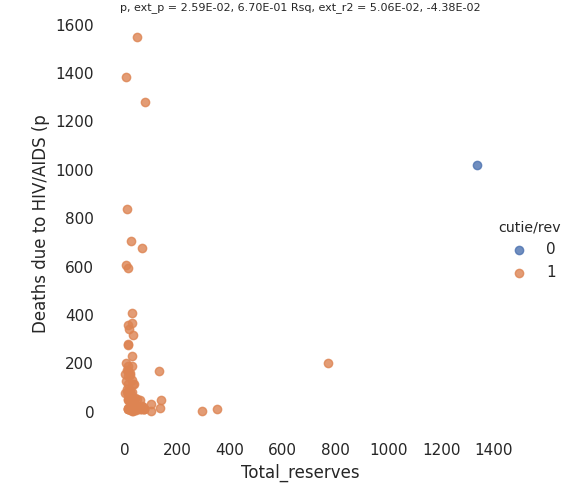 p, ext_p = 2.59E-02, 6.70E-01 Rsq, ext_r2 = 5.06E-02, -4.38E-02
1600
1400
1200
1000
800
600
400
200
0
Deaths due to HIV/AIDS (p
0 200 400 600 800 1000 1200 1400
Total_reserves
cutie/rev
0
1